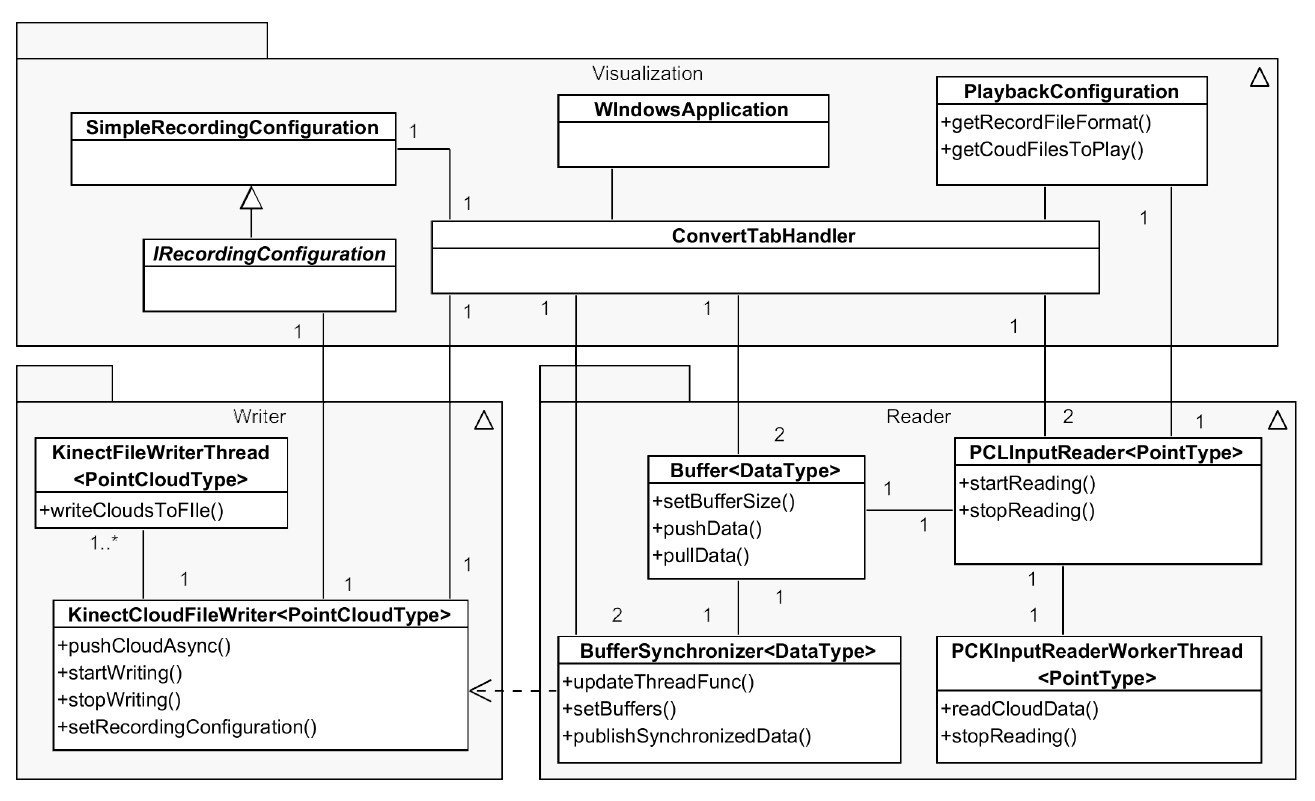 Visualization
SimpleRecordingConfiguration
1
1
IRecordingConfiguration
1
WIndowsApplication
PlaybackConfiguration
+getRecordFileFormat()
+getCoudFilesToPlay()
1
ConvertTabHandler
1
1
1
1
Writer
KinectFileWriterThread
<PointCloudType>
+writeCloudsToFIle()
1..*
1
1
1
KinectCloudFileWriter<PointCloudType>
+pushCloudAsync()
+startWriting()
+stopWriting()
+setRecordingConfiguration()
Reader
2
2
1
Buffer<DataType>
+setBufferSize()
+pushData()
+pullData()
1
1
PCLInputReader<PointType>
+startReading()
+stopReading()
1
1
2
1
1
BufferSynchronizer<DataType>
+updateThreadFunc()
+setBuffers()
+publishSynchronizedData()
PCKInputReaderWorkerThread
<PointType>
+readCloudData()
+stopReading()